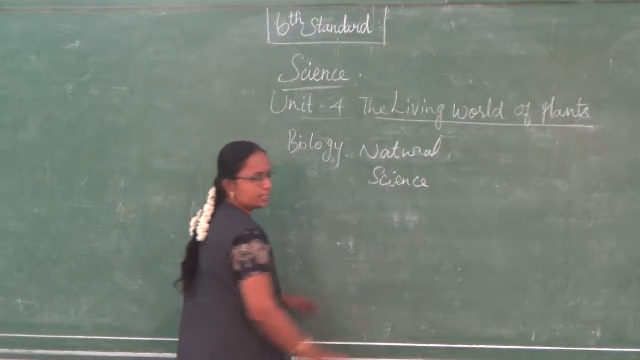 6th Standard
Science.
Unit. 4 The Living World of Plants
Biology. Natural
Science